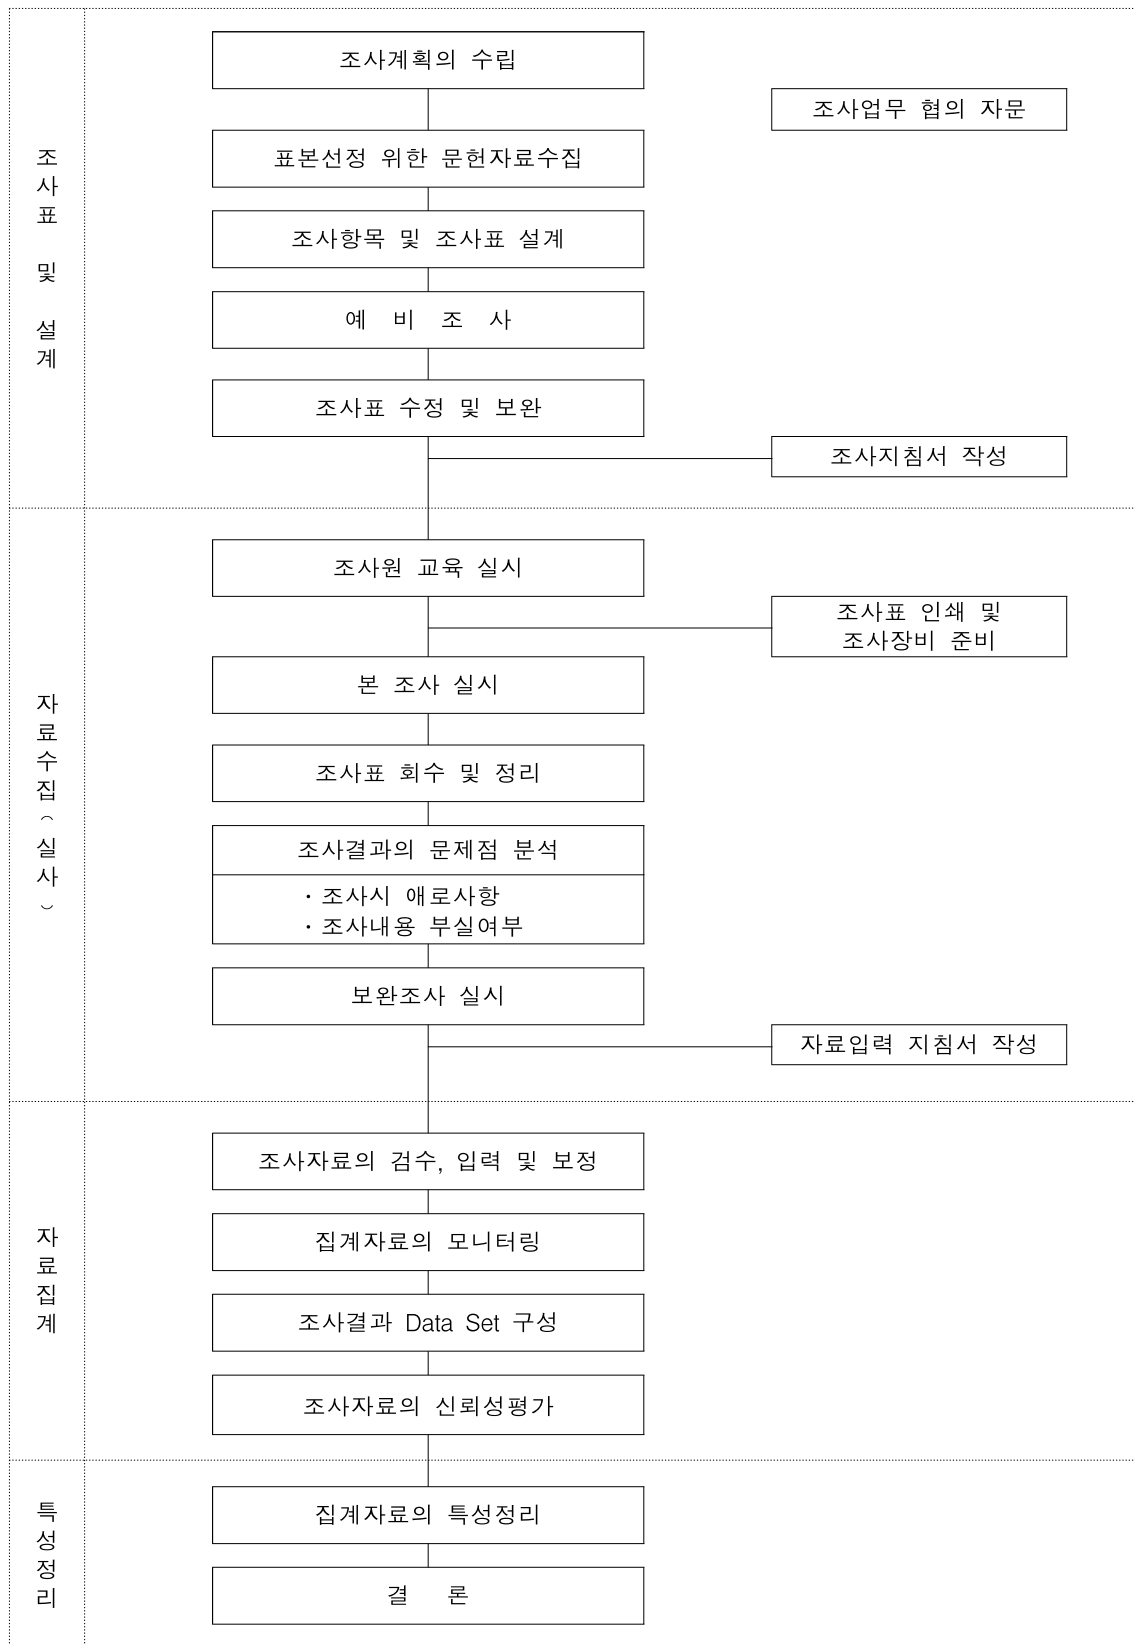 조사표 및 설계
조사계획의 수립
조사업무 협의 자문
표본선정 위한 문헌자료수집
조사항목 및 조사표 설계
예 비 조 사
조사표 수정 및 보완
조사지침서 작성
자료수집(실사)
조사원 교육 실시
조사표 인쇄 및
조사장비 준비
본 조사 실시
조사표 회수 및 정리
조사결과의 문제점 분석
· 조사시 애로사항
· 조사내용 부실여부
보완조사 실시
자료입력 지침서 작성
자료집계
조사자료의 검수, 입력 및 보정
집계자료의 모니터링
조사결과 Data Set 구성
조사자료의 신뢰성평가
특성정리
집계자료의 특성정리
결 론